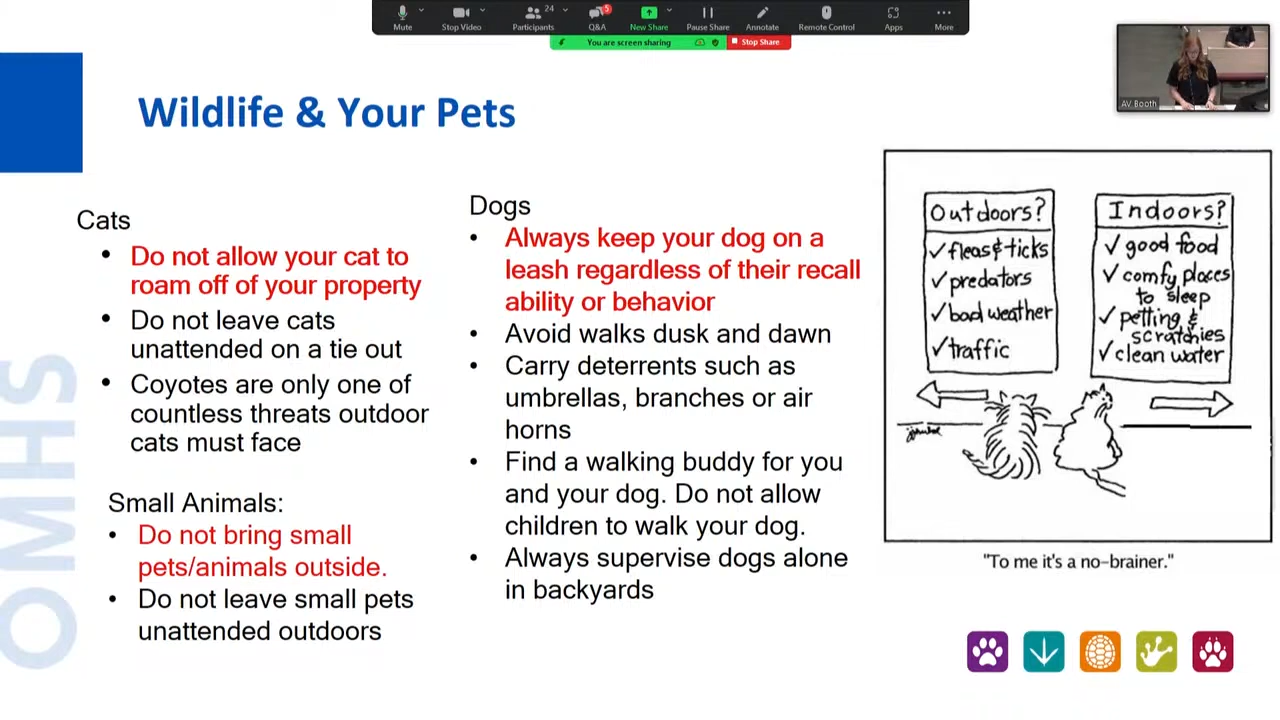 Mute
Stop Video
24
Participants
5
Q&A
New Share
Pause Share
Annotate
Remote Control
Apps
More
You are screen sharing
Stop Share
AV Booth
Wildlife & Your Pets
Cats
• Do not allow your cat to
roam off of your property
• Do not leave cats
unattended on a tie out
• Coyotes are only one of
countless threats outdoor
cats must face
Small Animals:
• Do not bring small
pets/animals outside.
• Do not leave small pets
unattended outdoors
Dogs
• Always keep your dog on a
leash regardless of their recall
ability or behavior
• Avoid walks dusk and dawn
• Carry deterrents such as
umbrellas, branches or air
horns
• Find a walking buddy for you
and your dog. Do not allow
children to walk your dog.
• Always supervise dogs alone
in backyards
Outdoors?
✓fleas & ticks
✓predators
✓bad weather
✓traffic
Indoors?
✓good food
✓comfy places
to sleep
✓petting &
scratchies
✓clean water
"To me it's a no-brainer."
OMHS